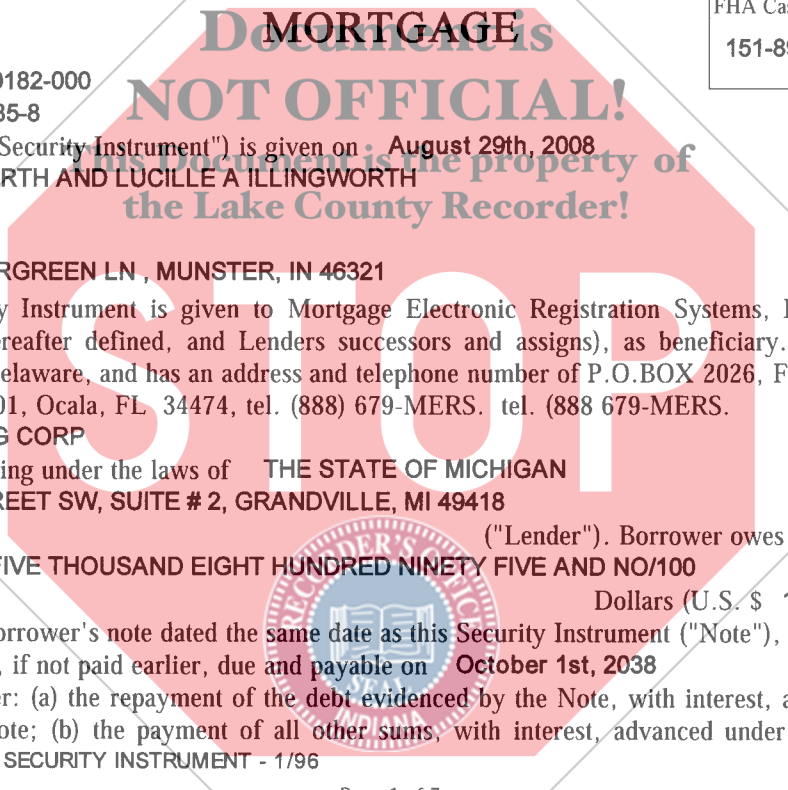 MORTGAGE
Document is
FHA Cas
151-89
0182-000
35-8
NOT OFFICIAL!
Security Instrument") is given on August 29th, 2008
This Document is the property of
RTH AND LUCILLE A ILLINGWORTH
the Lake County Recorder!
RGREEN LN , MUNSTER, IN 46321
y Instrument is given to Mortgage Electronic Registration Systems, I
ereafter defined, and Lenders successors and assigns), as beneficiary.
elaware, and has an address and telephone number of P.O.BOX 2026, F
01, Ocala, FL 34474, tel. (888) 679-MERS. tel. (888 679-MERS.
STOP
G CORP
ing under the laws of THE STATE OF MICHIGAN
REET SW, SUITE # 2, GRANDVILLE, MI 49418
("Lender"). Borrower owes
FIVE THOUSAND EIGHT HUNDRED NINETY FIVE AND NO/100
Dollars (U.S. $ 1
RECORDER'S OFFICE
orrower's note dated the same date as this Security Instrument ("Note"),
, if not paid earlier, due and payable on October 1st, 2038
SEAL
er: (a) the repayment of the debt evidenced by the Note, with interest, a
INDIANA
ote; (b) the payment of all other sums, with interest, advanced under
SECURITY INSTRUMENT - 1/96